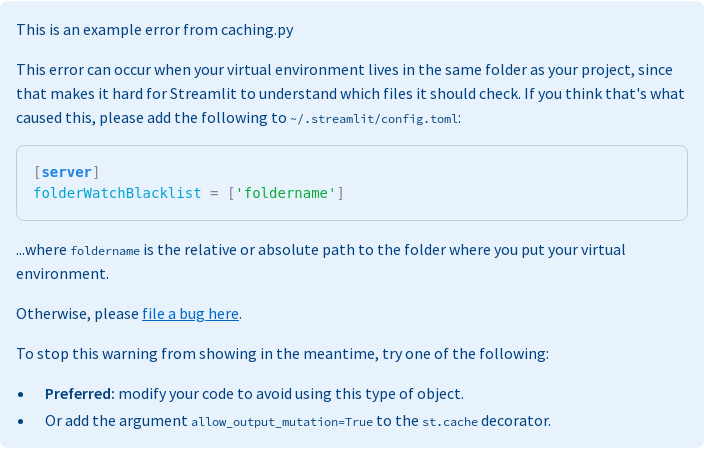 This is an example error from caching.py
This error can occur when your virtual environment lives in the same folder as your project, since
that makes it hard for Streamlit to understand which files it should check. If you think that's what
caused this, please add the following to ~/.streamlit/config.toml:
[server]
folderWatchBlacklist = ['foldername']
...where foldername is the relative or absolute path to the folder where you put your virtual
environment.
Otherwise, please file a bug here.
To stop this warning from showing in the meantime, try one of the following:
• Preferred: modify your code to avoid using this type of object.
• Or add the argument allow_output_mutation=True to the st.cache decorator.